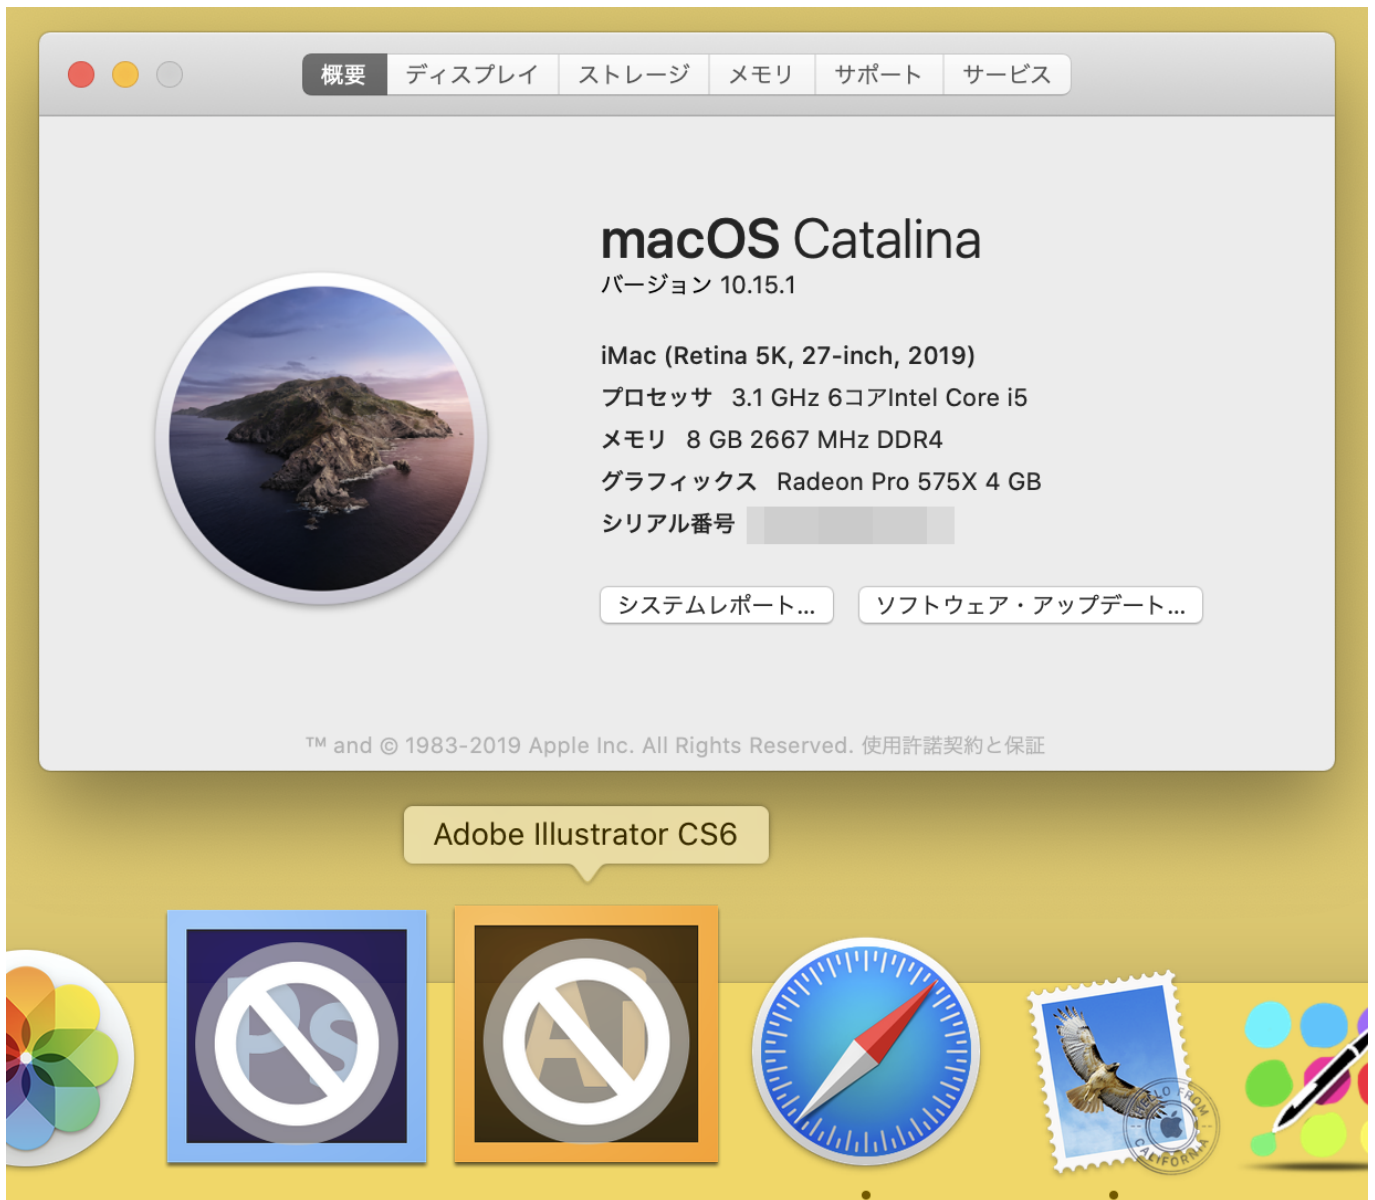 概要 ディスプレイ ストレージ メモリ サポート サービス
macOS Catalina
バージョン 10.15.1
iMac (Retina 5K, 27-inch, 2019)
プロセッサ 3.1 GHz 6コアIntel Core i5
メモリ 8 GB 2667 MHz DDR4
グラフィックス Radeon Pro 575X 4 GB
シリアル番号
システムレポート... ソフトウェア・アップデート...
™ and © 1983-2019 Apple Inc. All Rights Reserved. 使用許諾契約と保証
Adobe Illustrator CS6
Ps Ai
HELLO FROM
CALIFORNIA